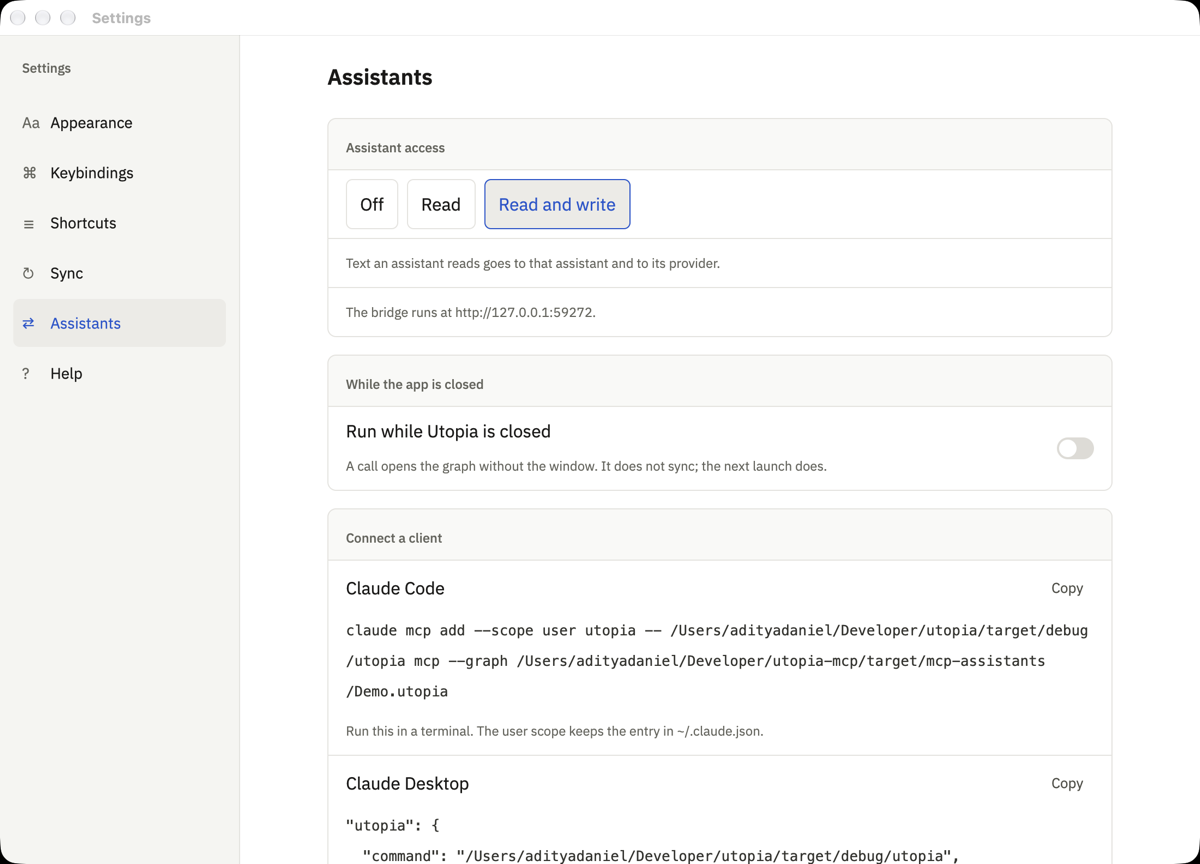 Settings
Settings
Aa Appearance
⌘ Keybindings
≡ Shortcuts
↻ Sync
⇄ Assistants
? Help
Assistants
Assistant access
Off Read Read and write
Text an assistant reads goes to that assistant and to its provider.
The bridge runs at http://127.0.0.1:59272.
While the app is closed
Run while Utopia is closed
A call opens the graph without the window. It does not sync; the next launch does.
Connect a client
Claude Code Copy
claude mcp add --scope user utopia -- /Users/adityadaniel/Developer/utopia/target/debug
/utopia mcp --graph /Users/adityadaniel/Developer/utopia-mcp/target/mcp-assistants
/Demo.utopia
Run this in a terminal. The user scope keeps the entry in ~/.claude.json.
Claude Desktop Copy
"utopia": {
"command": "/Users/adityadaniel/Developer/utopia/target/debug/utopia",